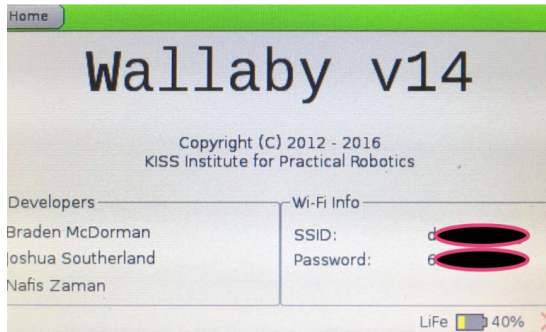 Home
Wallaby v14
Copyright (C) 2012 - 2016
KISS Institute for Practical Robotics
Developers
Braden McDorman
Joshua Southerland
Nafis Zaman
Wi-Fi Info
SSID: d
Password: 6
LiFe 40%